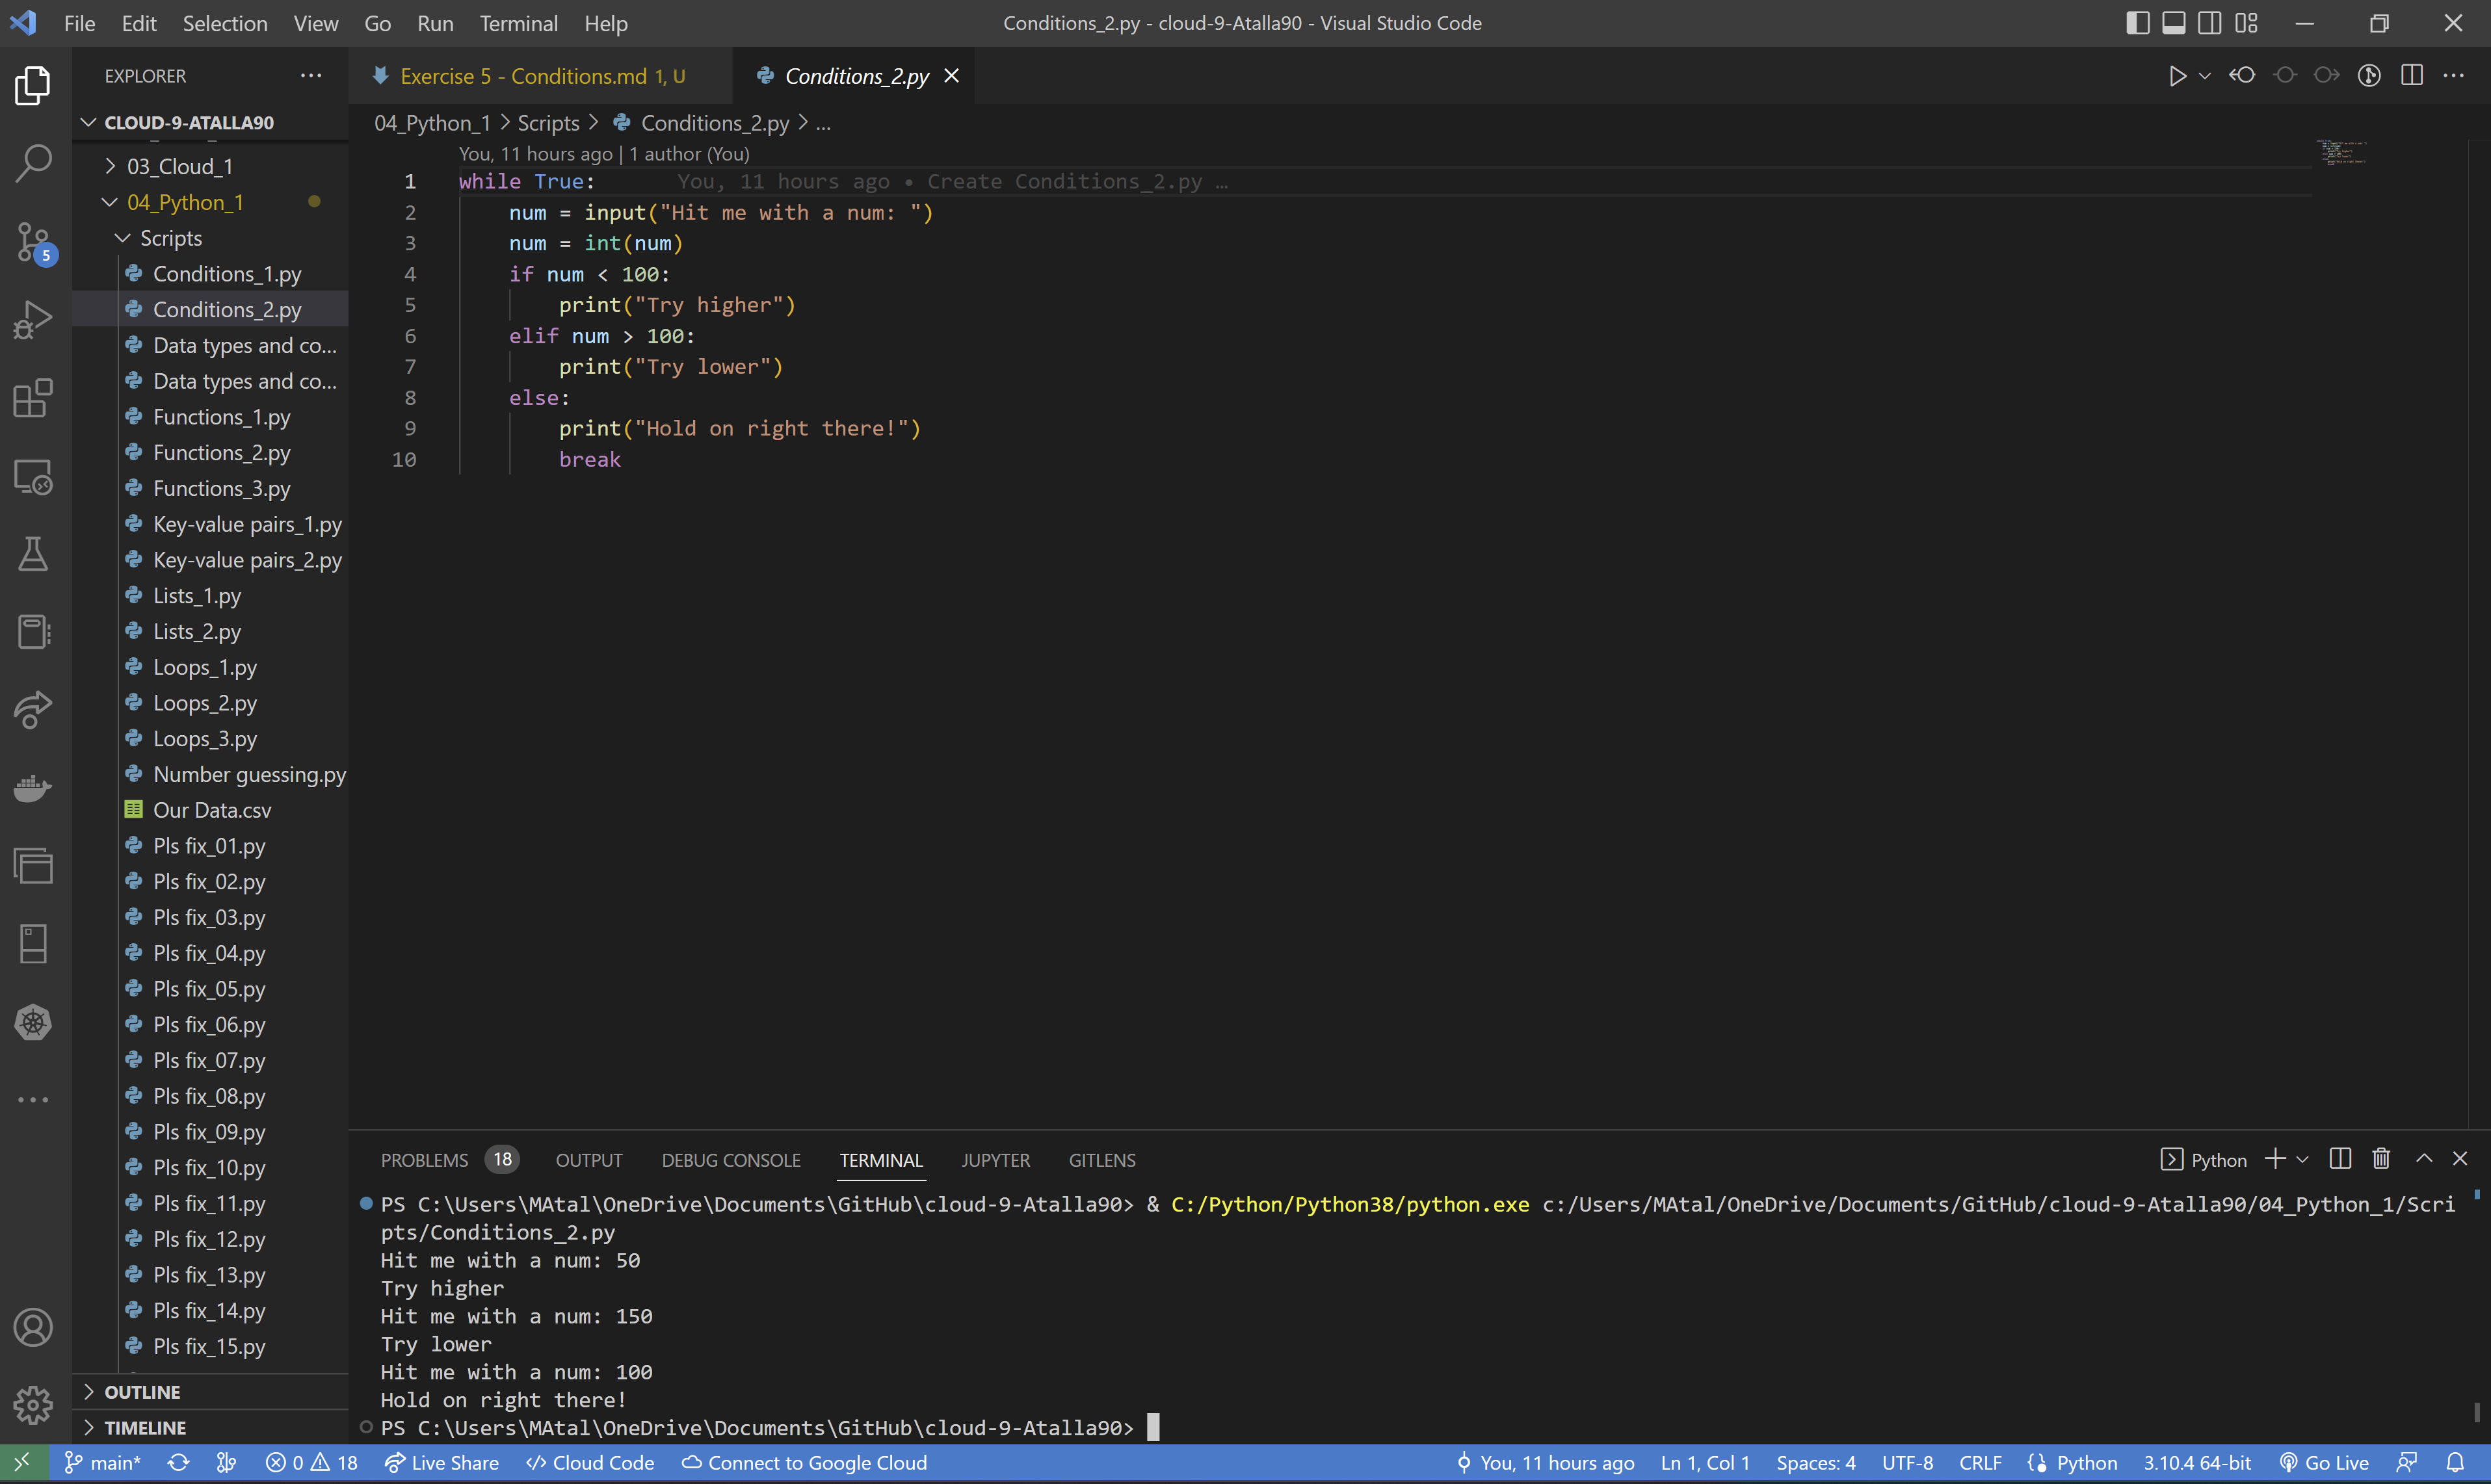 File Edit Selection View Go Run Terminal Help
Conditions_2.py - cloud-9-Atalla90 - Visual Studio Code
EXPLORER
CLOUD-9-ATALLA90
03_Cloud_1
04_Python_1
Scripts
Conditions_1.py
Conditions_2.py
Data types and co...
Data types and co...
Functions_1.py
Functions_2.py
Functions_3.py
Key-value pairs_1.py
Key-value pairs_2.py
Lists_1.py
Lists_2.py
Loops_1.py
Loops_2.py
Loops_3.py
Number guessing.py
Our Data.csv
Pls fix_01.py
Pls fix_02.py
Pls fix_03.py
Pls fix_04.py
Pls fix_05.py
Pls fix_06.py
Pls fix_07.py
Pls fix_08.py
Pls fix_09.py
Pls fix_10.py
Pls fix_11.py
Pls fix_12.py
Pls fix_13.py
Pls fix_14.py
Pls fix_15.py
OUTLINE
TIMELINE
5
Exercise 5 - Conditions.md 1, U
Conditions_2.py
04_Python_1 > Scripts > Conditions_2.py > ...
You, 11 hours ago | 1 author (You)
1 while True: You, 11 hours ago • Create Conditions_2.py …
2 num = input("Hit me with a num: ")
3 num = int(num)
4 if num < 100:
5 print("Try higher")
6 elif num > 100:
7 print("Try lower")
8 else:
9 print("Hold on right there!")
10 break
PROBLEMS 18 OUTPUT DEBUG CONSOLE TERMINAL JUPYTER GITLENS
Python
PS C:\Users\MAtal\OneDrive\Documents\GitHub\cloud-9-Atalla90> & C:/Python/Python38/python.exe c:/Users/MAtal/OneDrive/Documents/GitHub/cloud-9-Atalla90/04_Python_1/Scri
pts/Conditions_2.py
Hit me with a num: 50
Try higher
Hit me with a num: 150
Try lower
Hit me with a num: 100
Hold on right there!
PS C:\Users\MAtal\OneDrive\Documents\GitHub\cloud-9-Atalla90>
main* 0 18 Live Share Cloud Code Connect to Google Cloud You, 11 hours ago Ln 1, Col 1 Spaces: 4 UTF-8 CRLF Python 3.10.4 64-bit Go Live